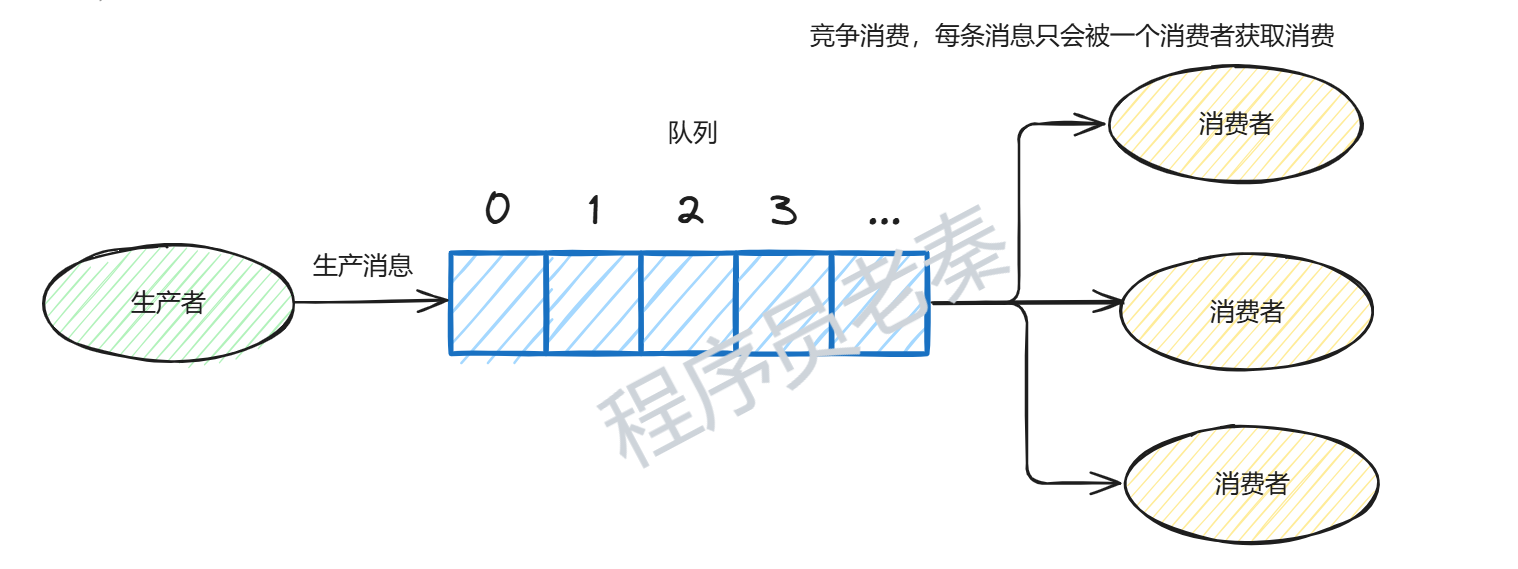 竞争消费，每条消息只会被一个消费者获取消费
消费者
队列
0 1 2 3 ...
生产消息
生产者
消费者
消费者
程序员老秦